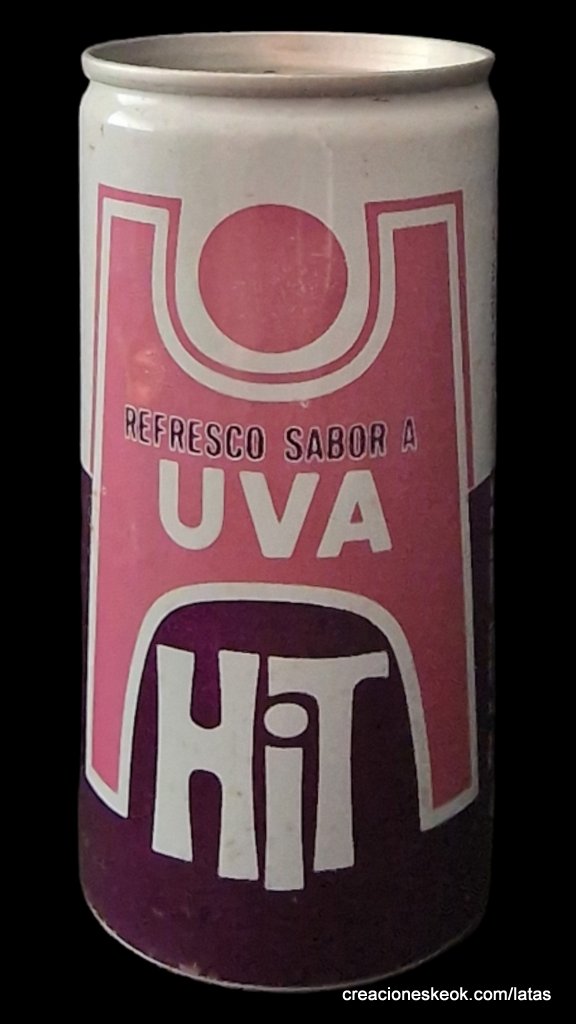 REFRESCO SABOR A
UVA
HiT
creacioneskeok.com/latas